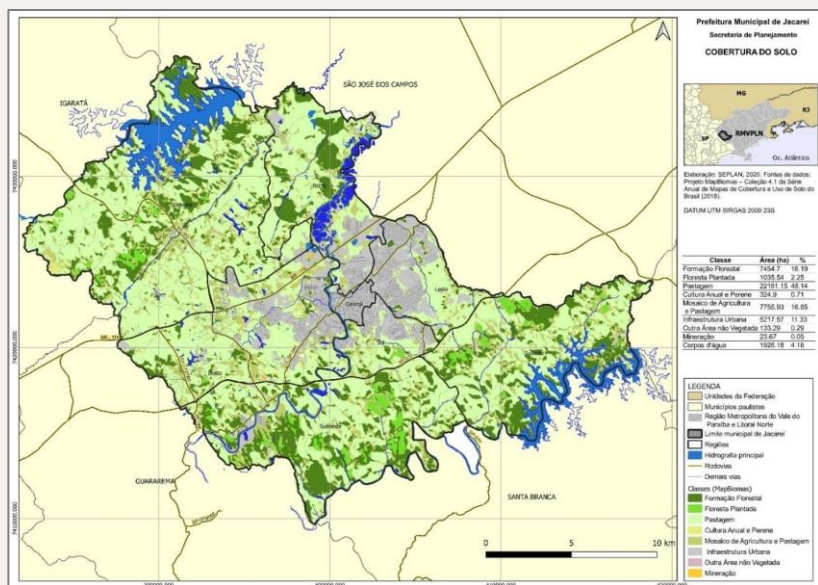 Prefeitura Municipal de Jacareí
Secretaria de Planejamento
COBERTURA DO SOLO
MG
RJ
SP
RMVPLN
Oc. Atlântico
Elaboração: SEPLAN, 2020. Fontes de dados:
Projeto MapBiomas – Coleção 4.1 da Série
Anual de Mapas de Cobertura e Uso de Solo do
Brasil (2018).
DATUM UTM SIRGAS 2000 23S
Classe Área (ha) %
Formação Florestal 7454.7 16.19
Floresta Plantada 1035.54 2.25
Pastagem 22161.15 48.14
Cultura Anual e Perene 324.9 0.71
Mosaico de Agricultura
e Pastagem 7755.93 16.85
Infraestrutura Urbana 5217.57 11.33
Outra Área não Vegetada 133.29 0.29
Mineração 23.67 0.05
Corpos d'água 1926.18 4.18
LEGENDA
Unidades da Federação
Municípios paulistas
Região Metropolitana do Vale do
Paraíba e Litoral Norte
Limite municipal de Jacareí
Regiões
Hidrografia principal
Rodovias
Demais vias
Classes (MapBiomas)
Formação Florestal
Floresta Plantada
Pastagem
Cultura Anual e Perene
Mosaico de Agricultura e Pastagem
Infraestrutura Urbana
Outra Área não Vegetada
Mineração
SÃO JOSÉ DOS CAMPOS
IGARATÁ
Norte
Leste
Central
Sul
Oeste
Sudoeste
GUARAREMA
SANTA BRANCA
0 5 10 km